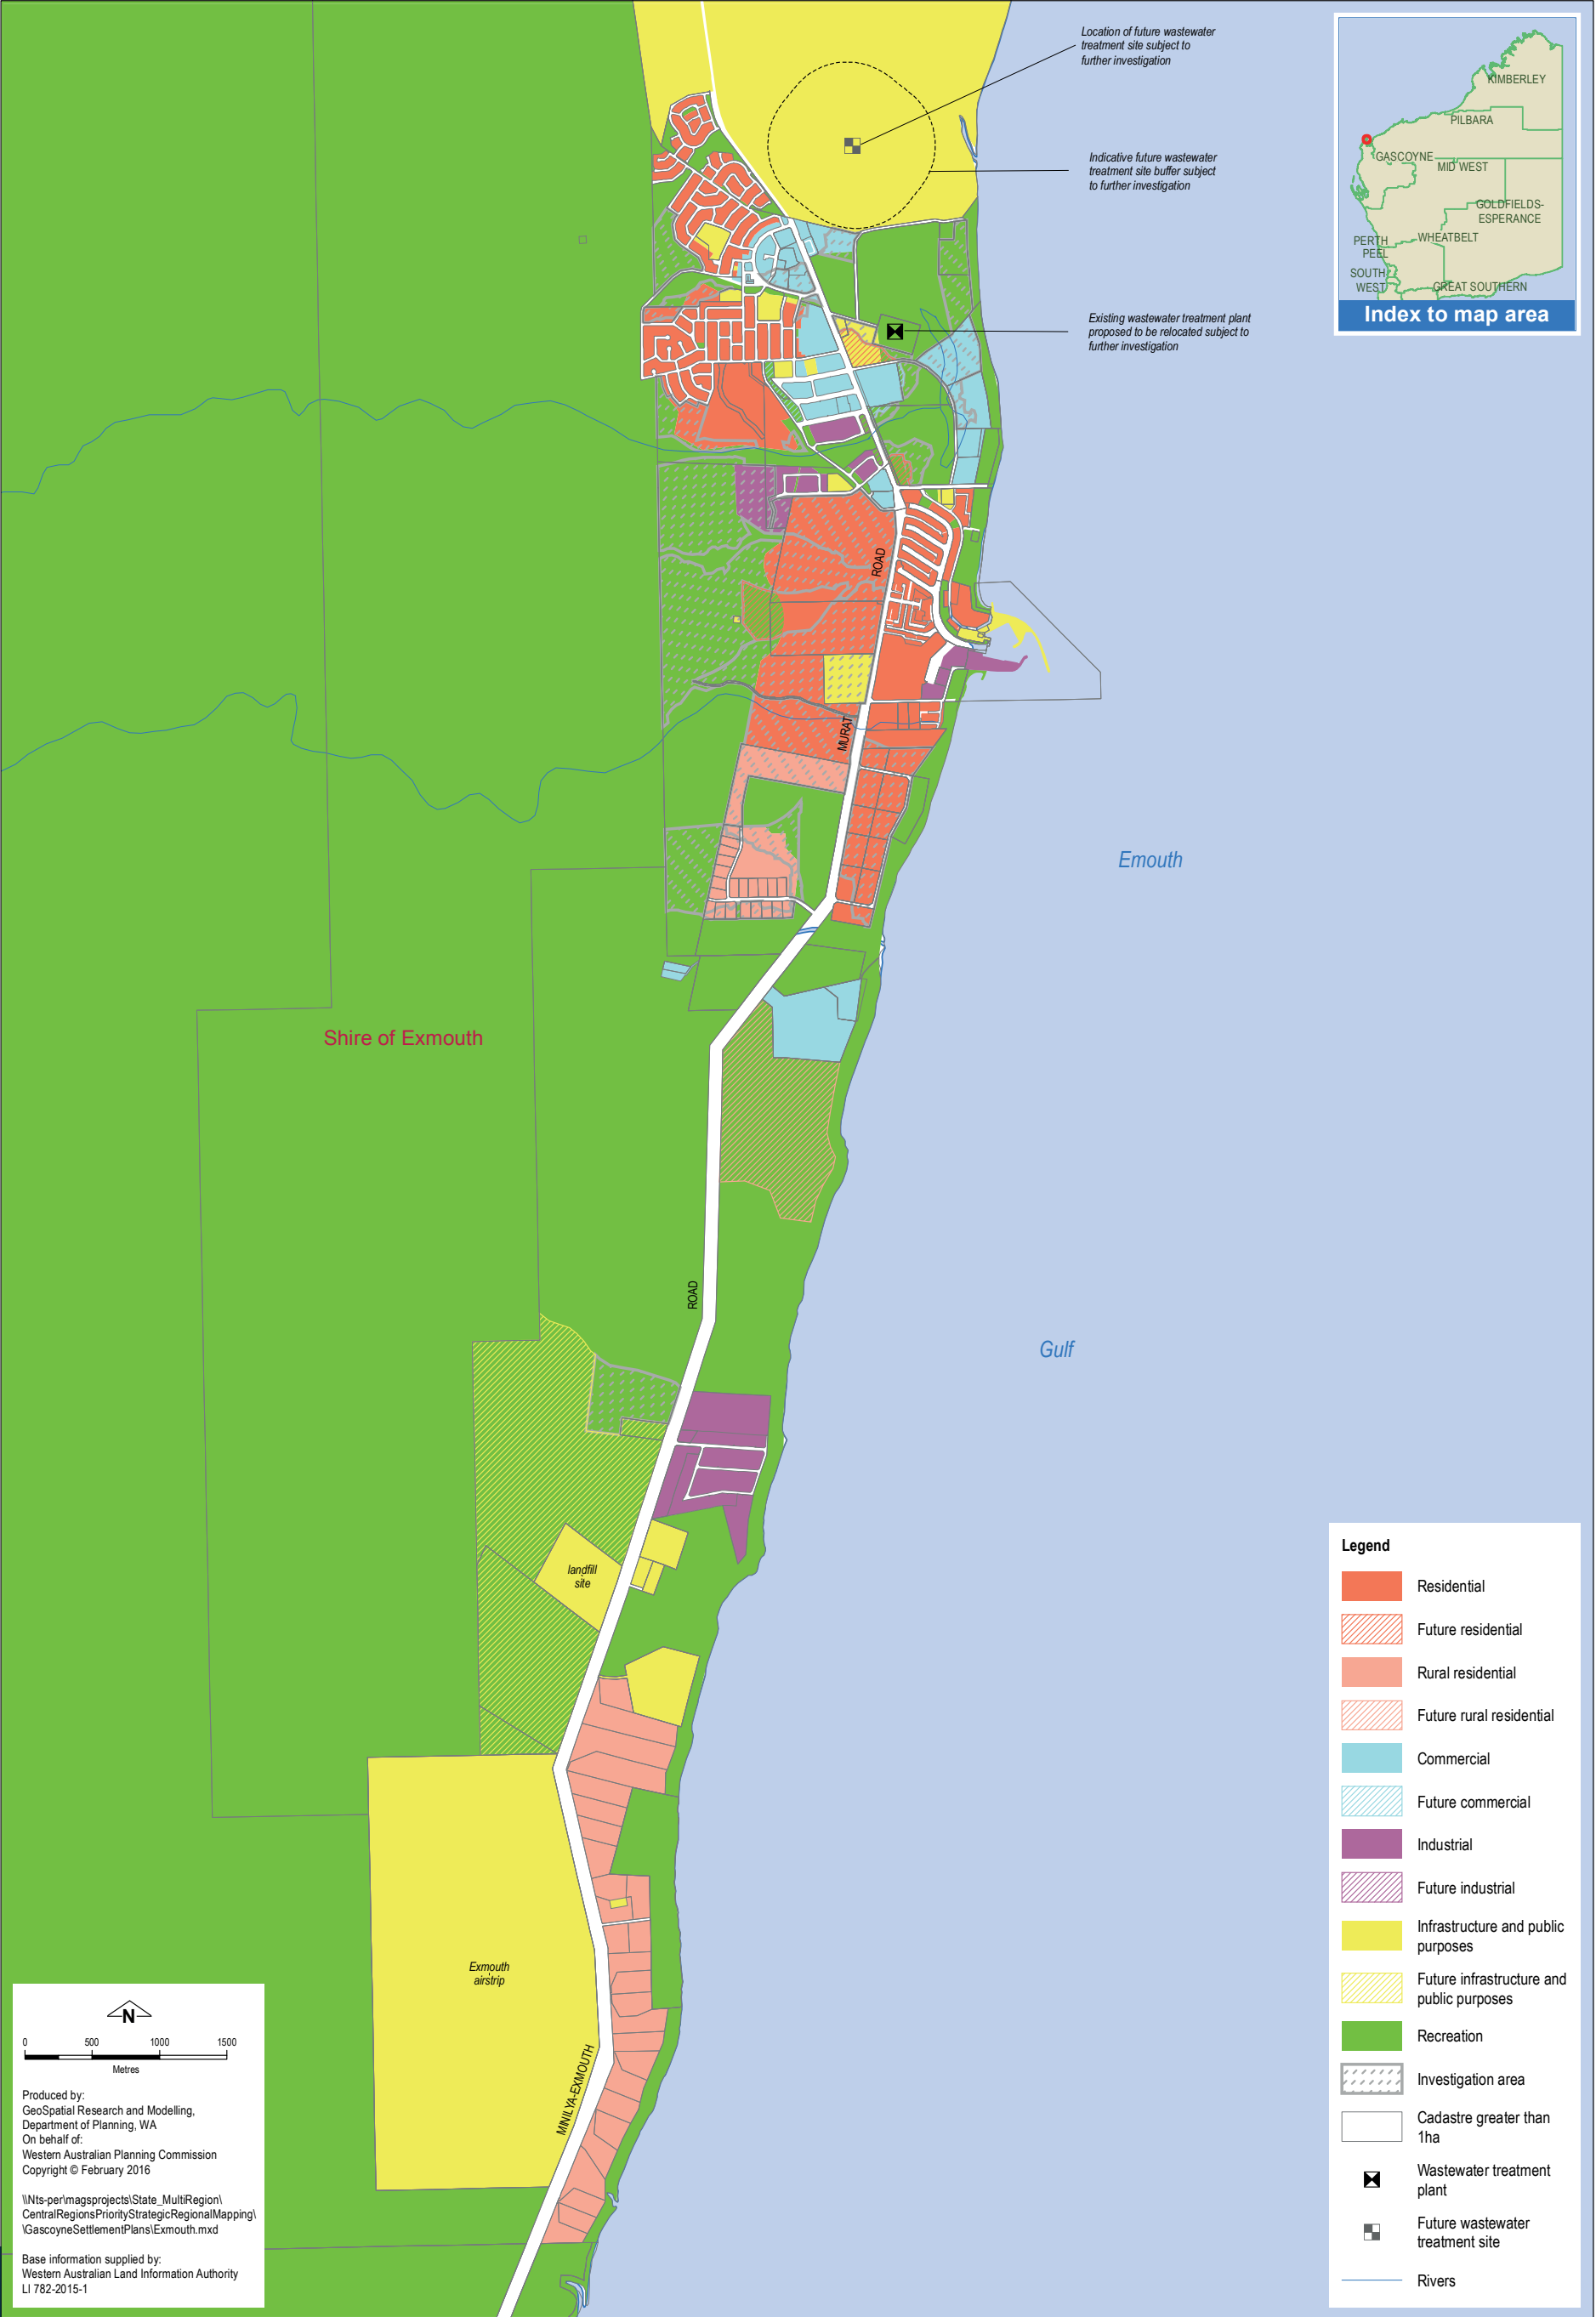 Location of future wastewater
treatment site subject to
further investigation
Indicative future wastewater
treatment site buffer subject
to further investigation
Existing wastewater treatment plant
proposed to be relocated subject to
further investigation
KIMBERLEY
PILBARA
GASCOYNE
MID WEST
GOLDFIELDS-
ESPERANCE
WHEATBELT
PERTH
PEEL
SOUTH
WEST
GREAT SOUTHERN
Index to map area
ROAD
MURAT
Emouth
Shire of Exmouth
ROAD
Gulf
landfill
site
Exmouth
airstrip
MINILYA-EXMOUTH
Legend
Residential
Future residential
Rural residential
Future rural residential
Commercial
Future commercial
Industrial
Future industrial
Infrastructure and public
purposes
Future infrastructure and
public purposes
Recreation
Investigation area
Cadastre greater than
1ha
Wastewater treatment
plant
Future wastewater
treatment site
Rivers
N
0 500 1000 1500
Metres
Produced by:
GeoSpatial Research and Modelling,
Department of Planning, WA
On behalf of:
Western Australian Planning Commission
Copyright © February 2016
\\Nts-per\magsprojects\State_MultiRegion\
CentralRegionsPriorityStrategicRegionalMapping\
\GascoyneSettlementPlans\Exmouth.mxd
Base information supplied by:
Western Australian Land Information Authority
LI 782-2015-1